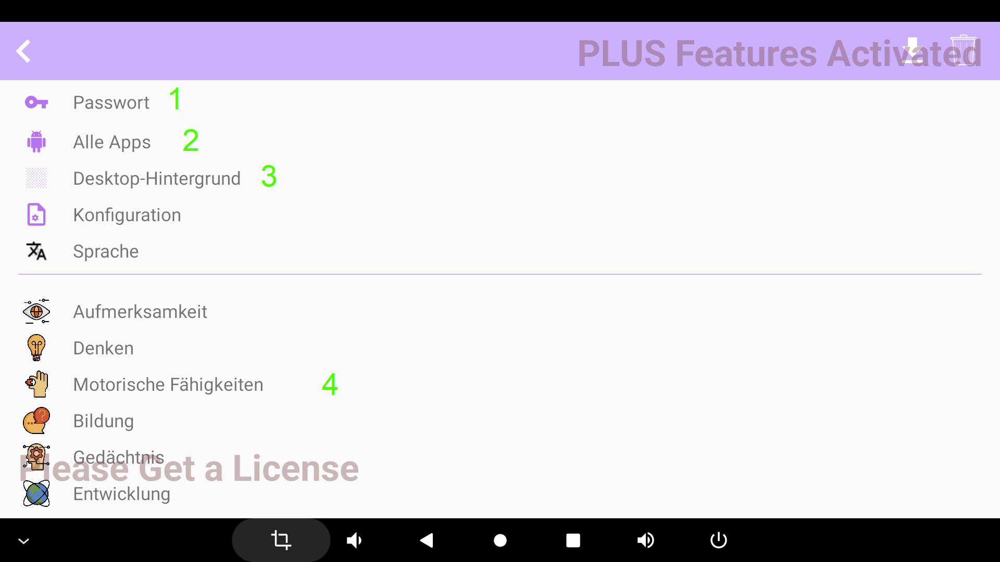 PLUS Features Activated
Passwort 1
Alle Apps 2
Desktop-Hintergrund 3
Konfiguration
Sprache
Aufmerksamkeit
Denken
Motorische Fähigkeiten 4
Bildung
Gedächtnis
Please Get a License
Entwicklung